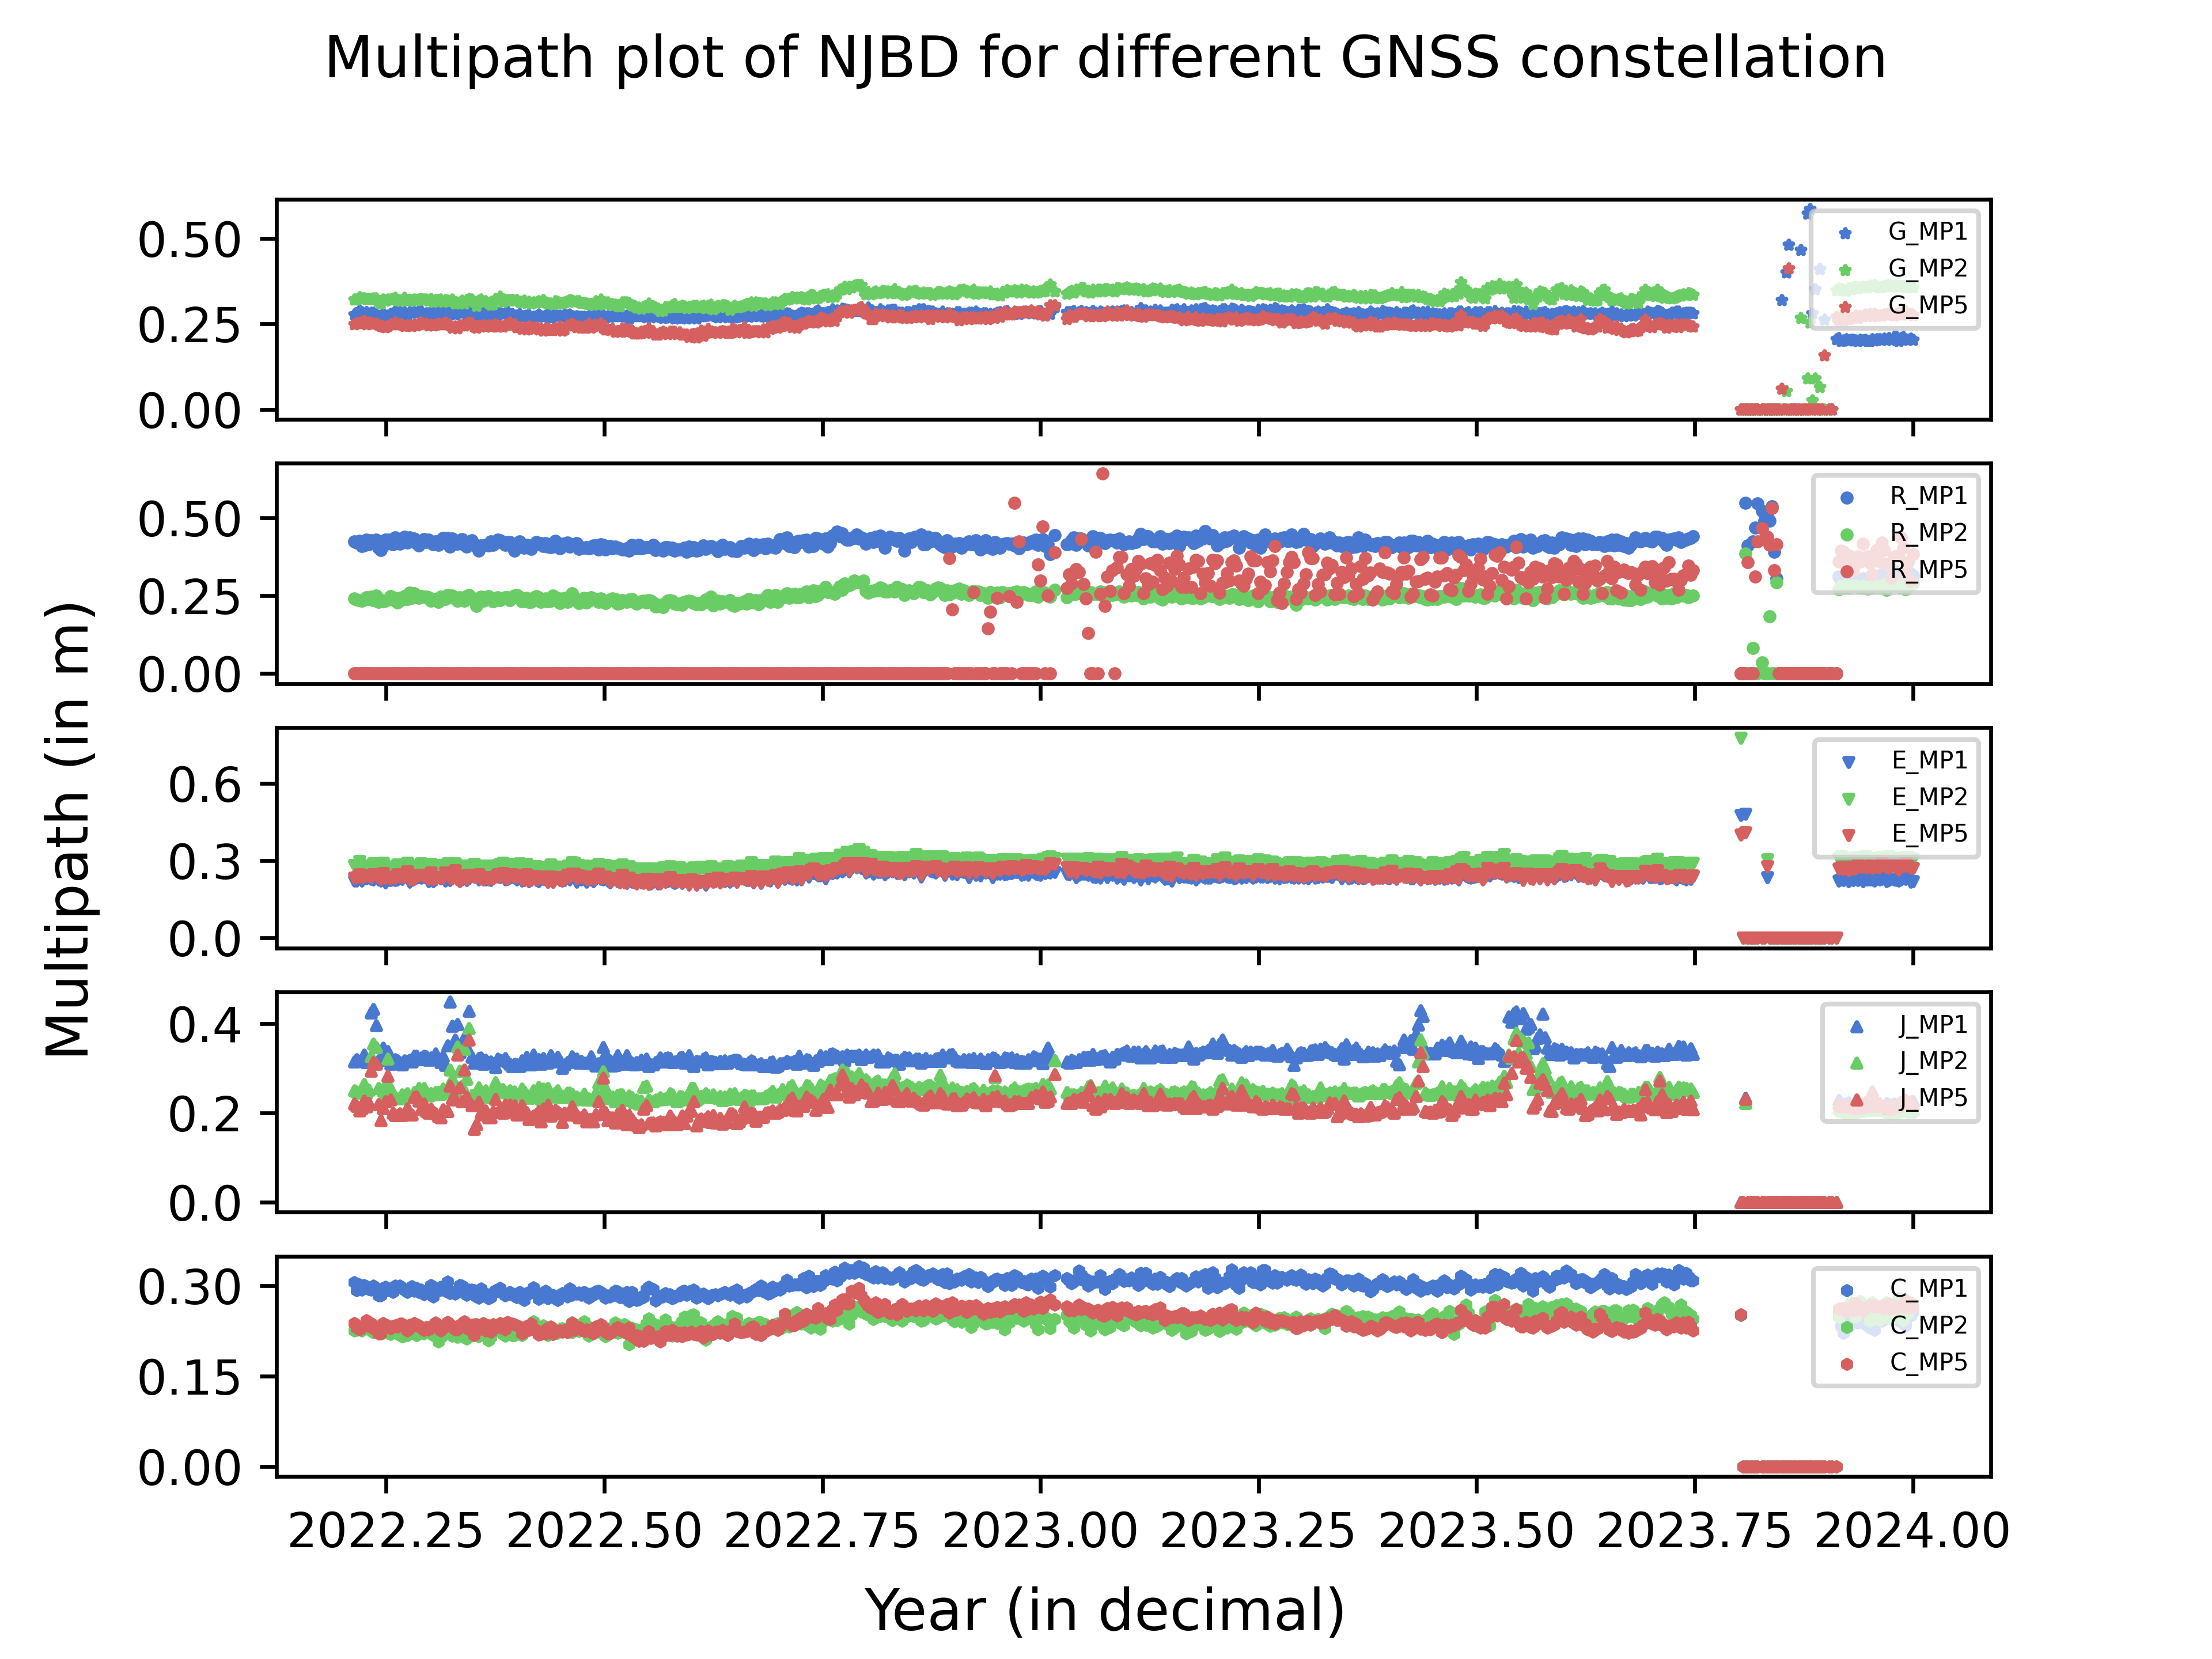 Multipath plot of NJBD for different GNSS constellation
Multipath (in m)
0.50
0.25
0.00
G_MP1
G_MP2
G_MP5
0.50
0.25
0.00
R_MP1
R_MP2
R_MP5
0.6
0.3
0.0
E_MP1
E_MP2
E_MP5
0.4
0.2
0.0
J_MP1
J_MP2
J_MP5
0.30
0.15
0.00
C_MP1
C_MP2
C_MP5
2022.25 2022.50 2022.75 2023.00 2023.25 2023.50 2023.75 2024.00
Year (in decimal)